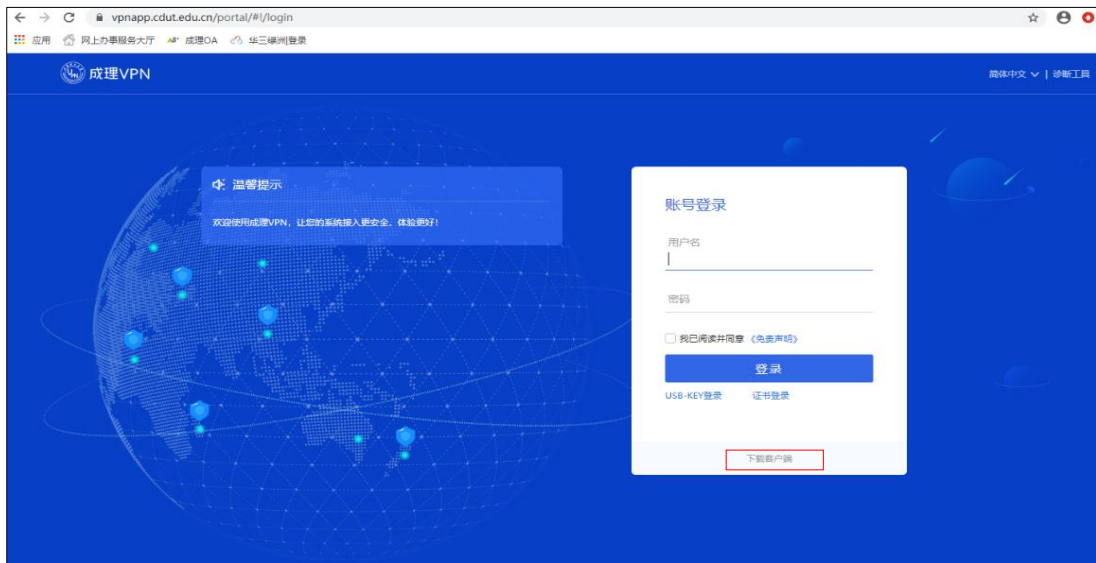 vpnapp.cdut.edu.cn/portal/#!/login
应用 网上办事服务大厅 成理OA 华三绿洲|登录
成理VPN
简体中文 | 诊断工具
温馨提示
欢迎使用成理VPN，让您的系统接入更安全，体验更好！
账号登录
用户名
密码
我已阅读并同意 《免责声明》
登录
USB-KEY登录 证书登录
下载客户端